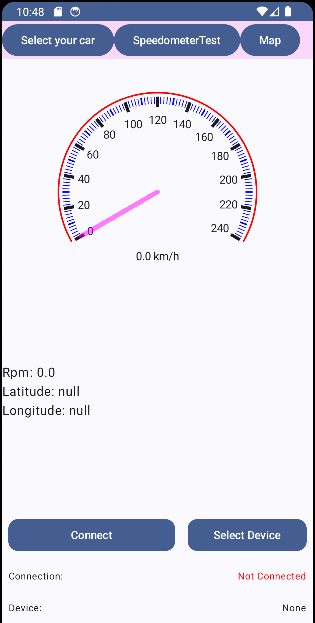 10:48
Select your car SpeedometerTest Map
0 20 40 60 80 100 120 140 160 180 200 220 240
0.0 km/h
Rpm: 0.0
Latitude: null
Longitude: null
Connect Select Device
Connection: Not Connected
Device: None